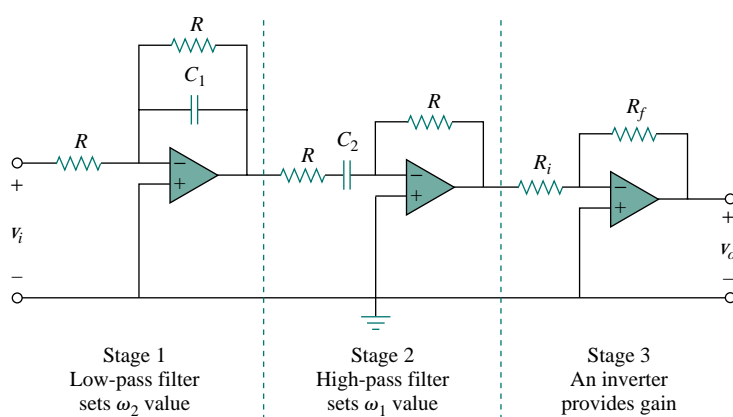 R
C₁
R
+
−
vᵢ
−
+
R
C₂
R
−
+
Rᵢ
R_f
−
+
+
vₒ
−
Stage 1
Low-pass filter
sets ω₂ value
Stage 2
High-pass filter
sets ω₁ value
Stage 3
An inverter
provides gain